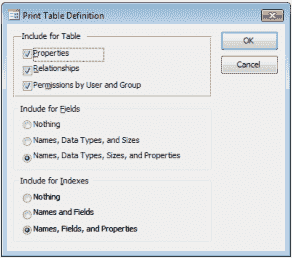 Print Table Definition
Include for Table
Properties
Relationships
Permissions by User and Group
OK
Cancel
Include for Fields
Nothing
Names, Data Types, and Sizes
Names, Data Types, Sizes, and Properties
Include for Indexes
Nothing
Names and Fields
Names, Fields, and Properties